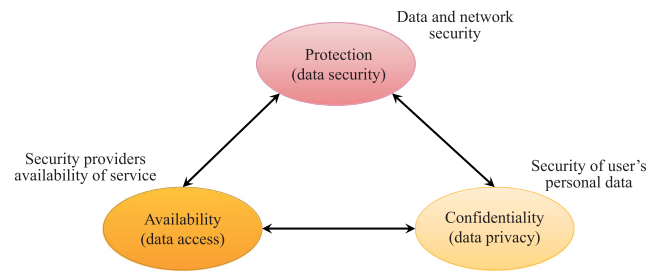 Data and network
security
Protection
(data security)
Security providers
availability of service
Security of user's
personal data
Availability
(data access)
Confidentiality
(data privacy)